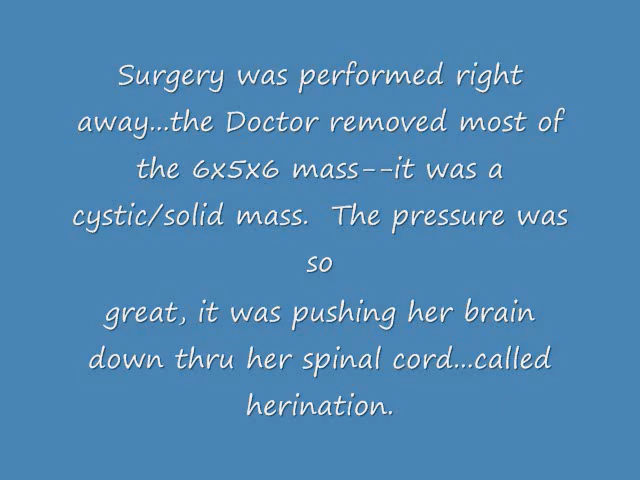 Surgery was performed right
away...the Doctor removed most of
the 6x5x6 mass--it was a
cystic/solid mass.  The pressure was
so
great, it was pushing her brain
down thru her spinal cord...called
herination.